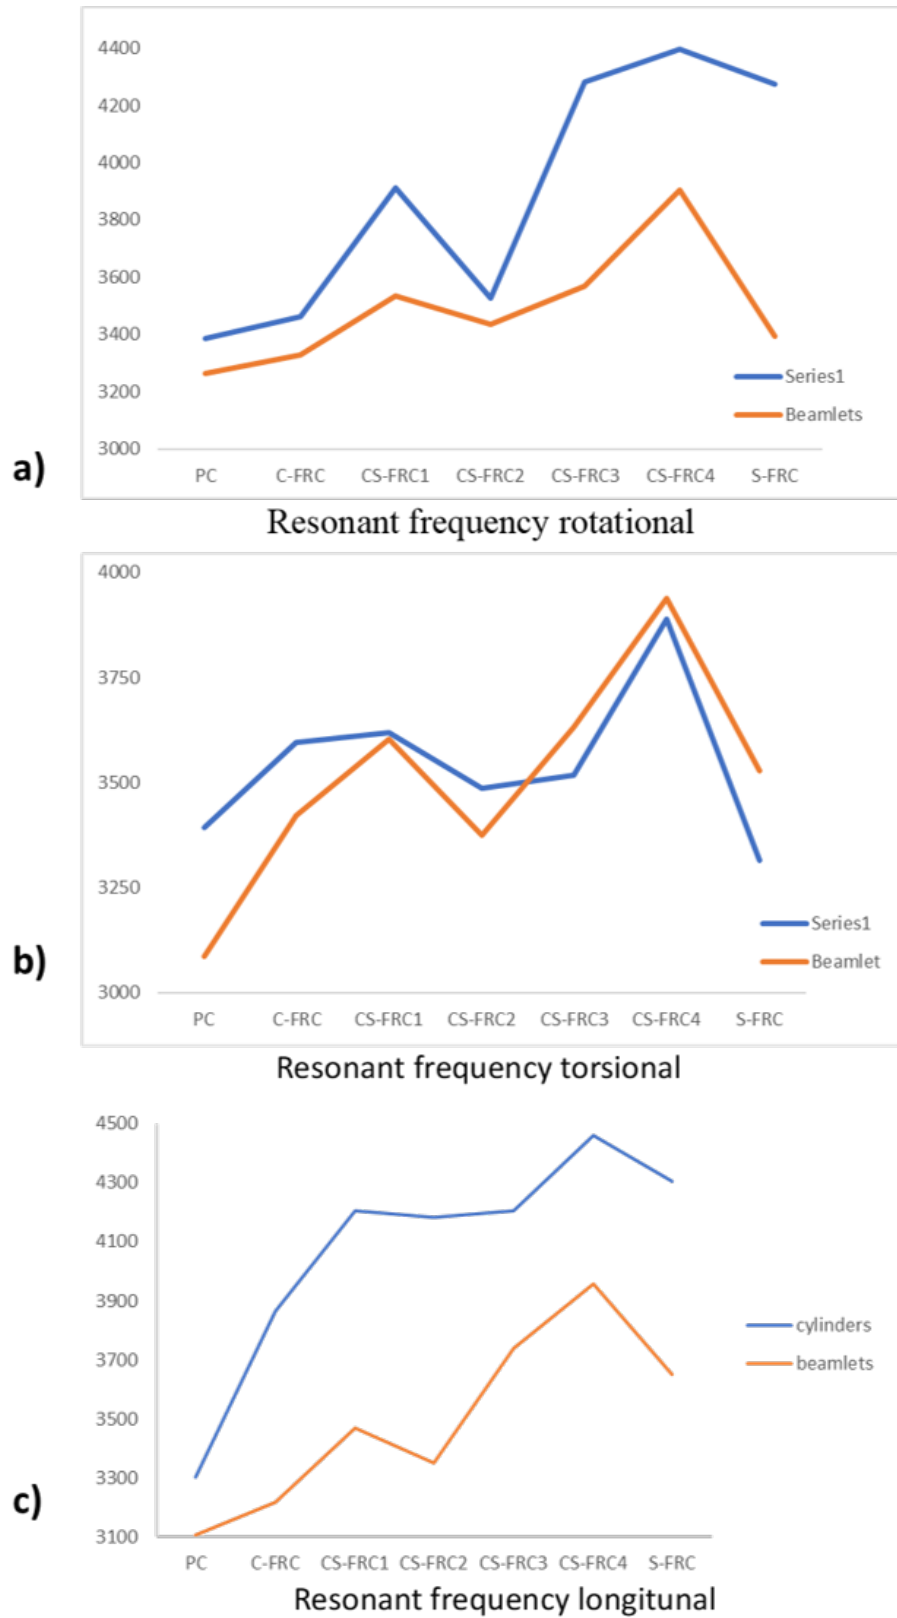 4400
4200
4000
3800
3600
3400
3200
3000
Series1
Beamlets
PC C-FRC CS-FRC1 CS-FRC2 CS-FRC3 CS-FRC4 S-FRC
a)
Resonant frequency rotational
4000
3750
3500
3250
3000
Series1
Beamlet
PC C-FRC CS-FRC1 CS-FRC2 CS-FRC3 CS-FRC4 S-FRC
b)
Resonant frequency torsional
4500
4300
4100
3900
3700
3500
3300
3100
cylinders
beamlets
PC C-FRC CS-FRC1 CS-FRC2 CS-FRC3 CS-FRC4 S-FRC
c)
Resonant frequency longitunal